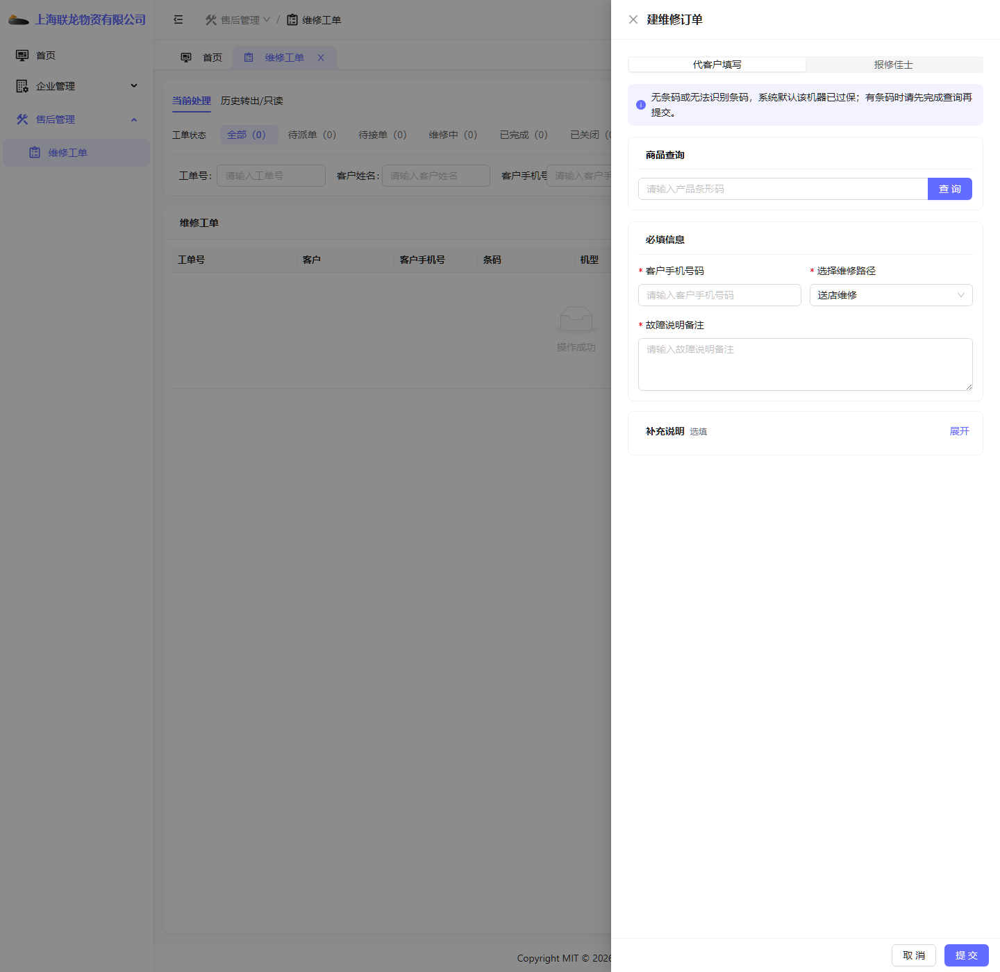 上海联龙物资有限公司
首页
企业管理
售后管理
维修工单
售后管理 / 维修工单
首页
维修工单
当前处理 历史转出/只读
工单状态 全部（0） 待派单（0） 待接单（0） 维修中（0） 已完成（0） 已关闭（
工单号: 请输入工单号 客户姓名: 请输入客户姓名 客户手机号 请输入客户手
维修工单
工单号 客户 客户手机号 条码 机型
操作成功
Copyright MIT © 2026
建维修订单
代客户填写 报修佳士
无条码或无法识别条码，系统默认该机器已过保；有条码时请先完成查询再
提交。
商品查询
请输入产品条形码 查 询
必填信息
* 客户手机号码 * 选择维修路径
请输入客户手机号码 送店维修
* 故障说明备注
请输入故障说明备注
补充说明 选填 展开
取 消 提 交